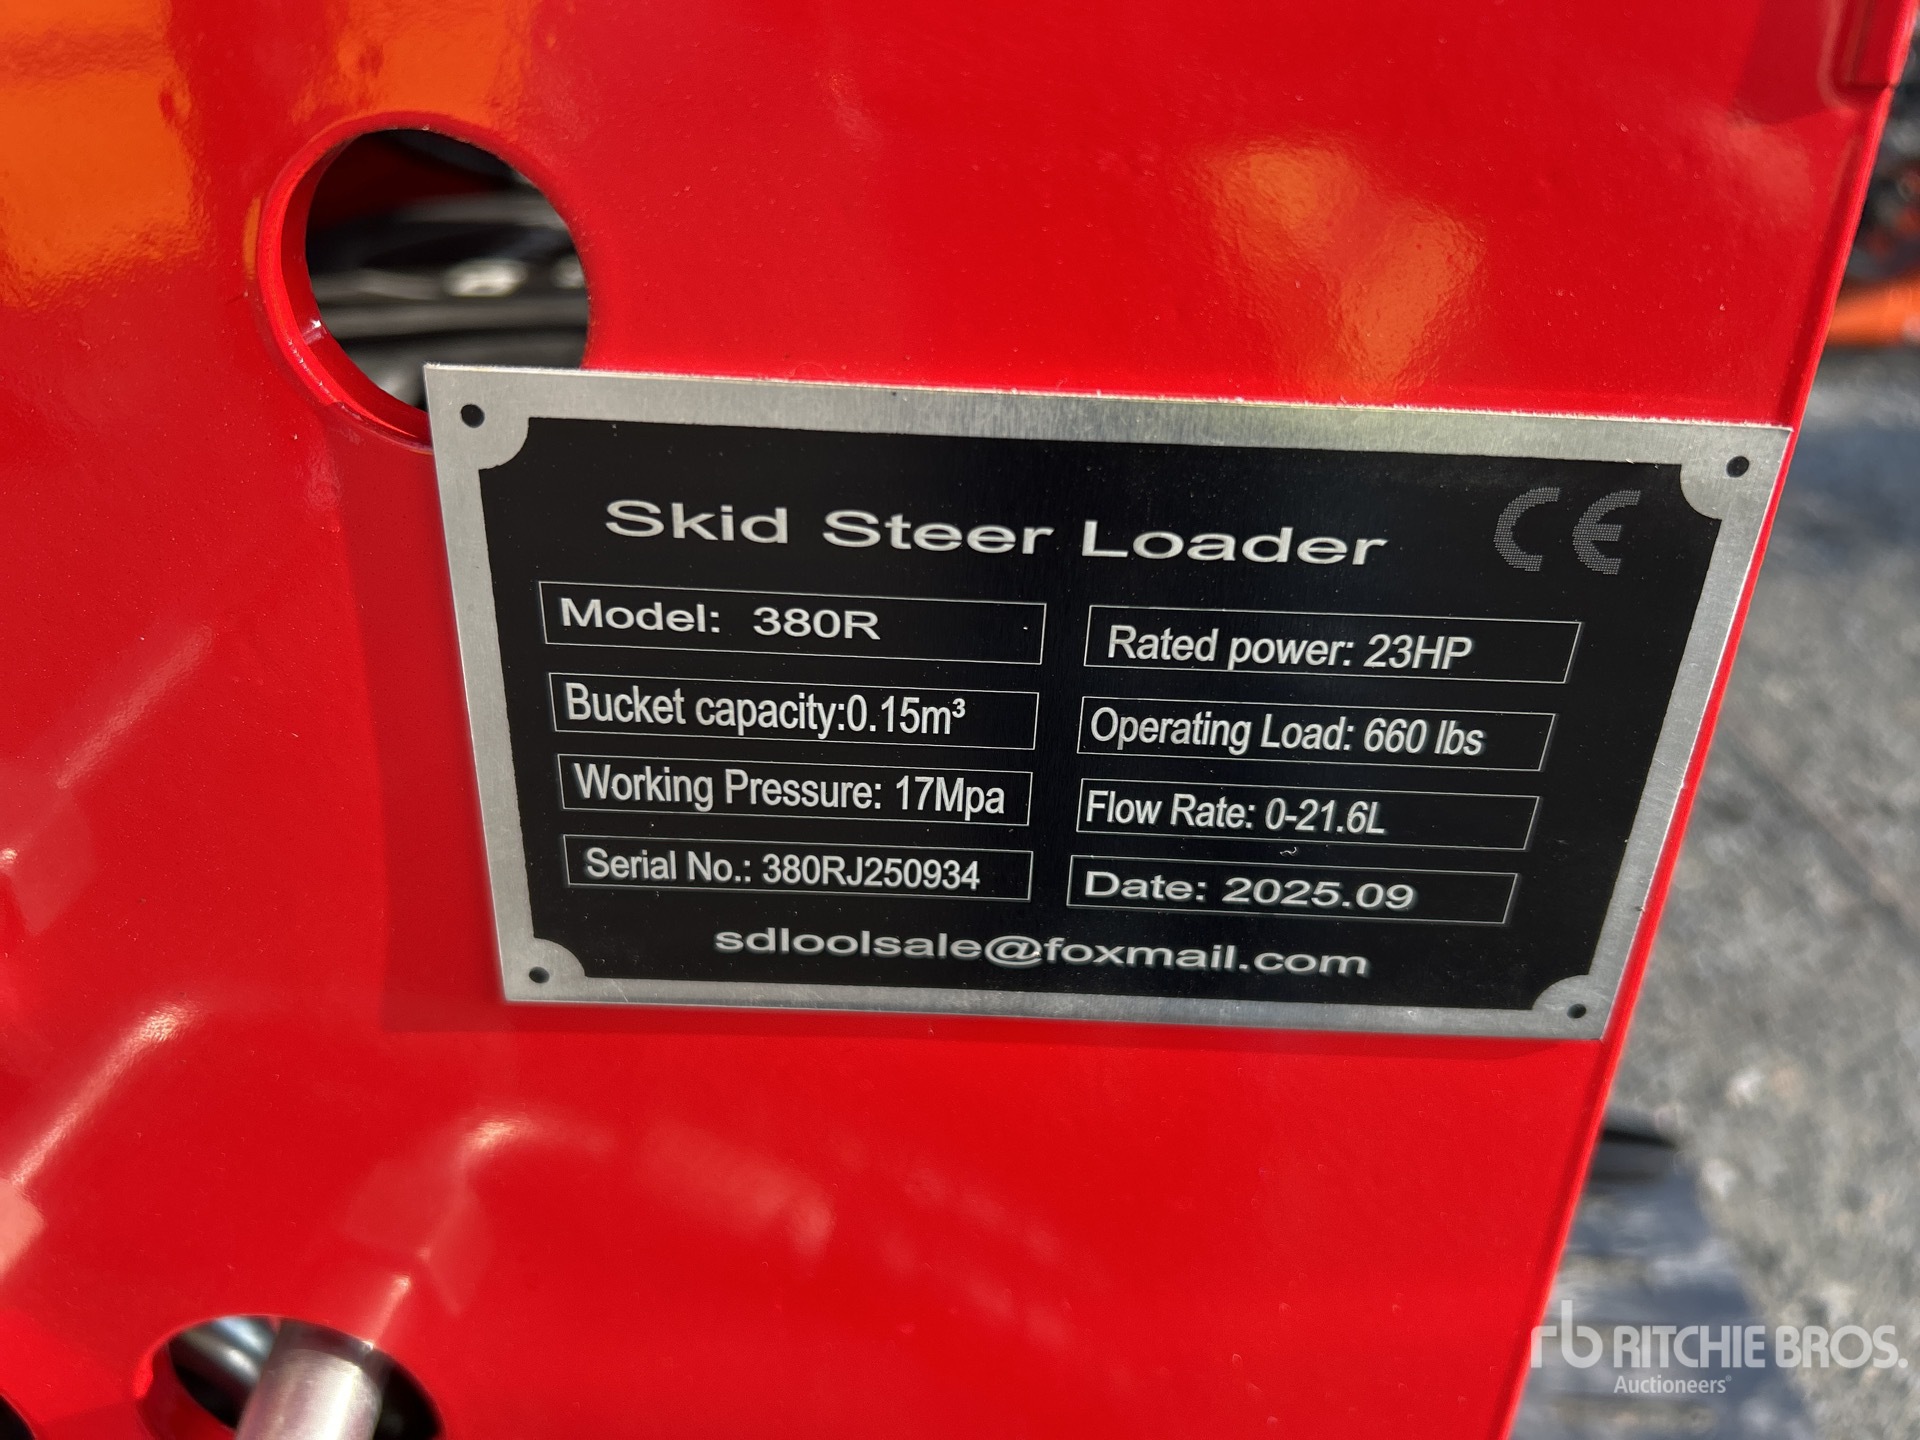 Skid Steer Loader CE
Model: 380R
Rated power: 23HP
Bucket capacity:0.15m³
Operating Load: 660 lbs
Working Pressure: 17Mpa
Flow Rate: 0-21.6L
Serial No.: 380RJ250934
Date: 2025.09
sdloolsale@foxmail.com
rb RITCHIE BROS.
Auctioneers®